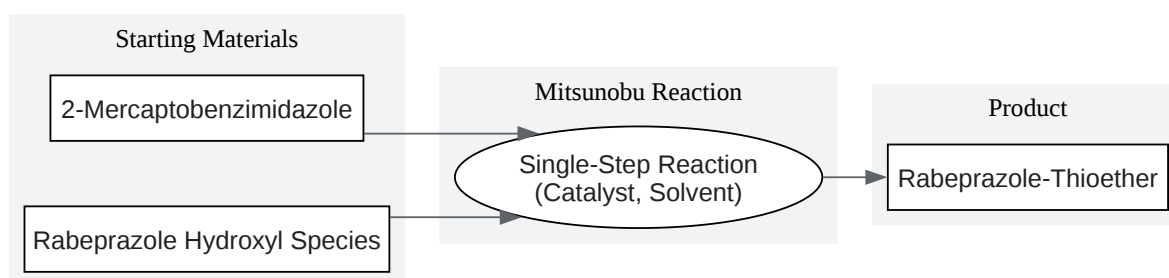 Starting Materials
2-Mercaptobenzimidazole
Rabeprazole Hydroxyl Species
Mitsunobu Reaction
Single-Step Reaction
(Catalyst, Solvent)
Product
Rabeprazole-Thioether